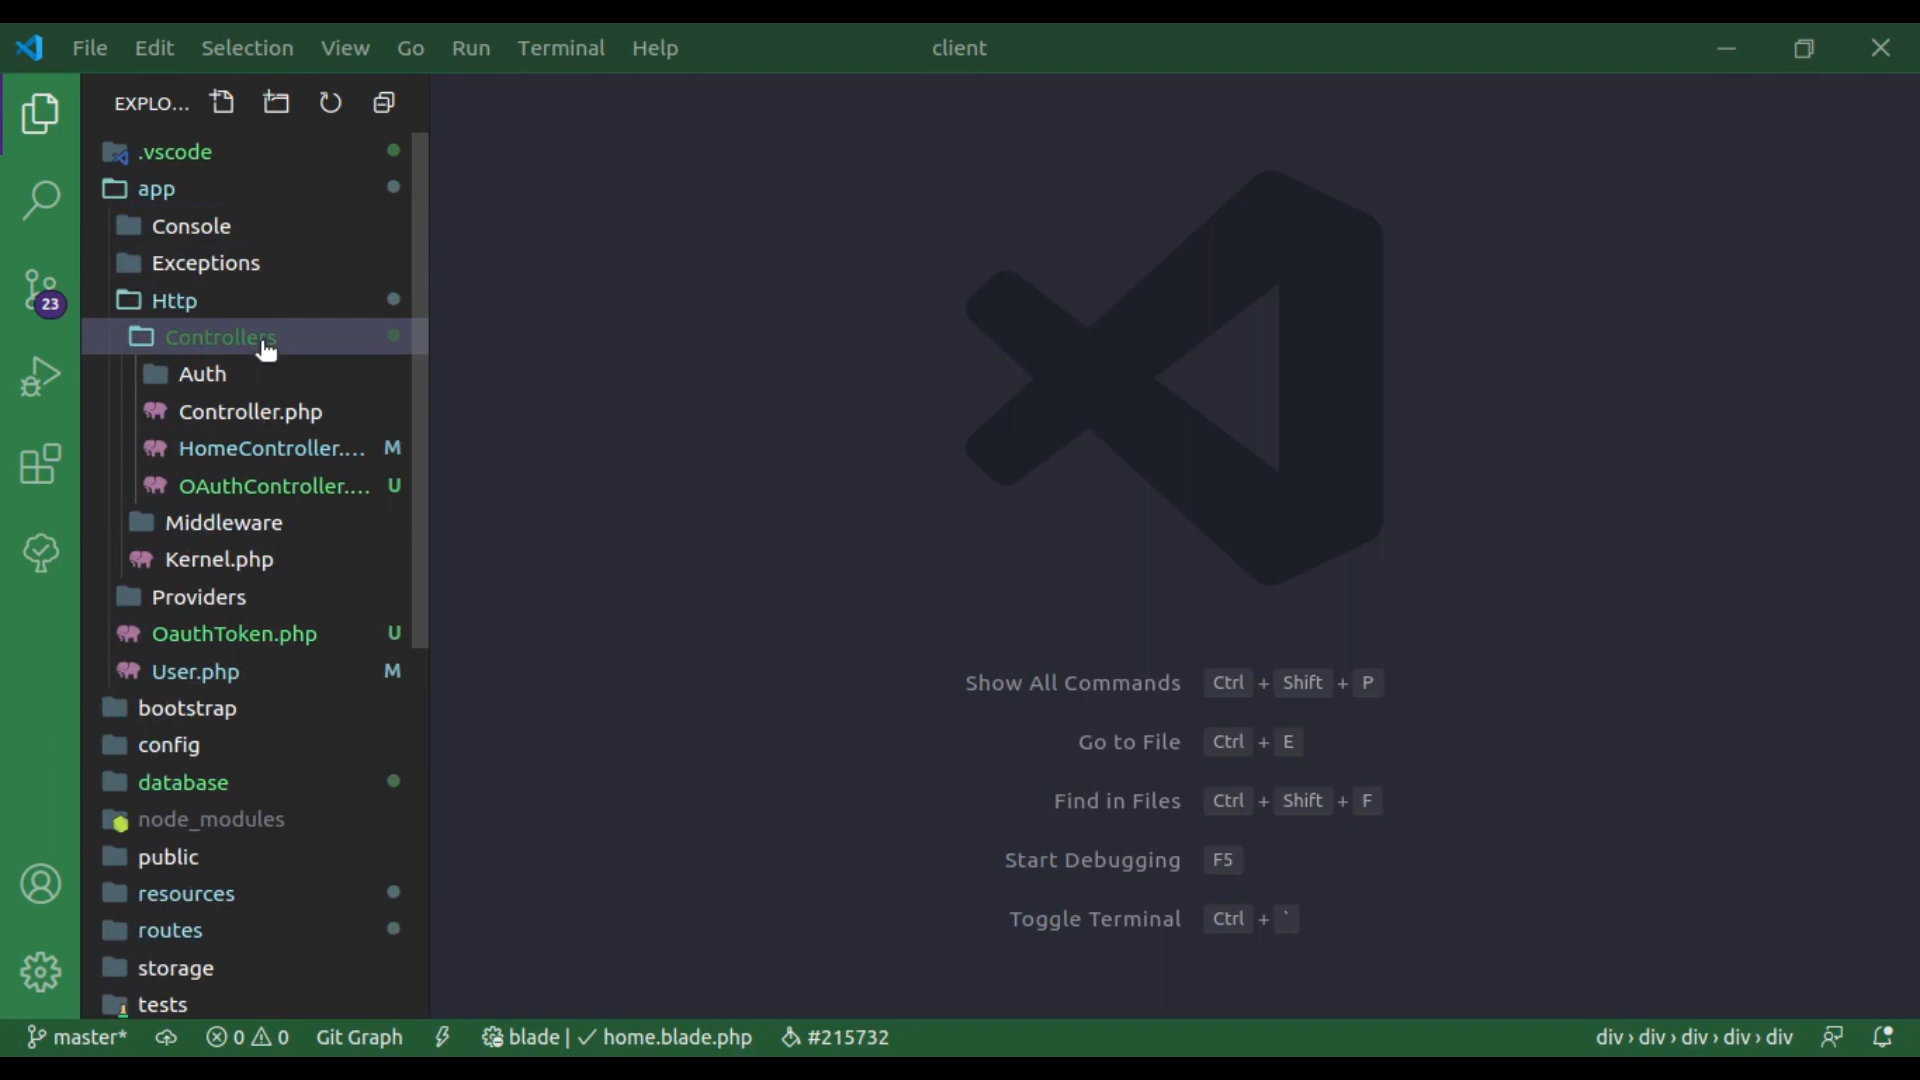 File Edit Selection View Go Run Terminal Help client
EXPLO...
.vscode
app
Console
Exceptions
Http
Controllers
Auth
Controller.php
HomeController.... M
OAuthController.... U
Middleware
Kernel.php
Providers
OauthToken.php U
User.php M
bootstrap
config
database
node_modules
public
resources
routes
storage
tests
23
Show All Commands Ctrl + Shift + P
Go to File Ctrl + E
Find in Files Ctrl + Shift + F
Start Debugging F5
Toggle Terminal Ctrl + `
master* 0 0 Git Graph blade | ✓ home.blade.php #215732 div › div › div › div › div